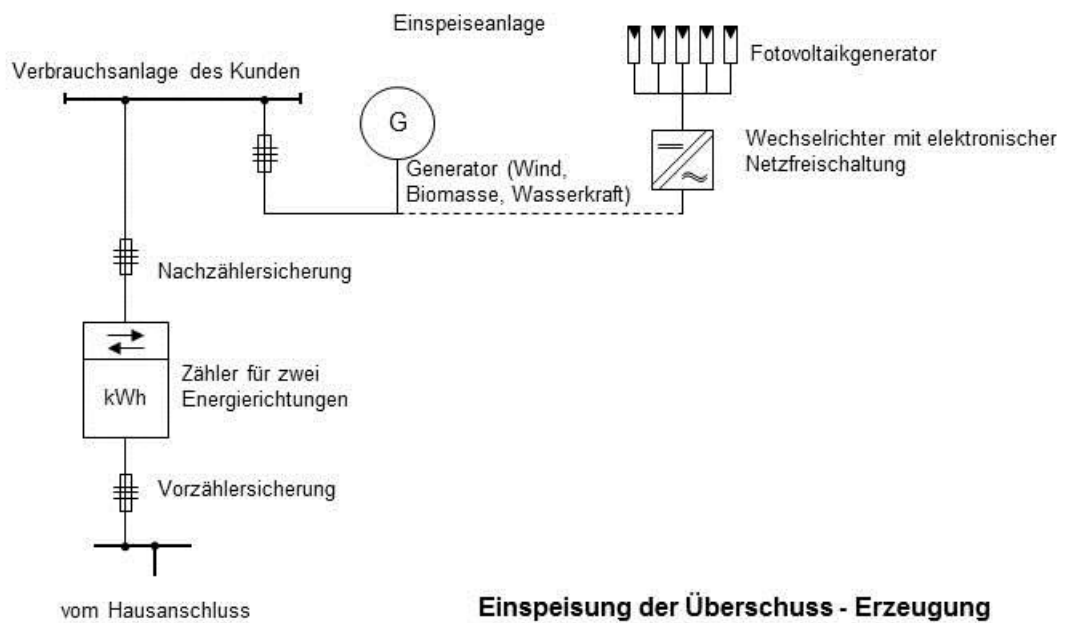 Einspeiseanlage
Fotovoltaikgenerator
Verbrauchsanlage des Kunden
G
Wechselrichter mit elektronischer
Netzfreischaltung
Generator (Wind,
Biomasse, Wasserkraft)
Nachzählersicherung
Zähler für zwei
Energierichtungen
kWh
Vorzählersicherung
vom Hausanschluss
Einspeisung der Überschuss - Erzeugung